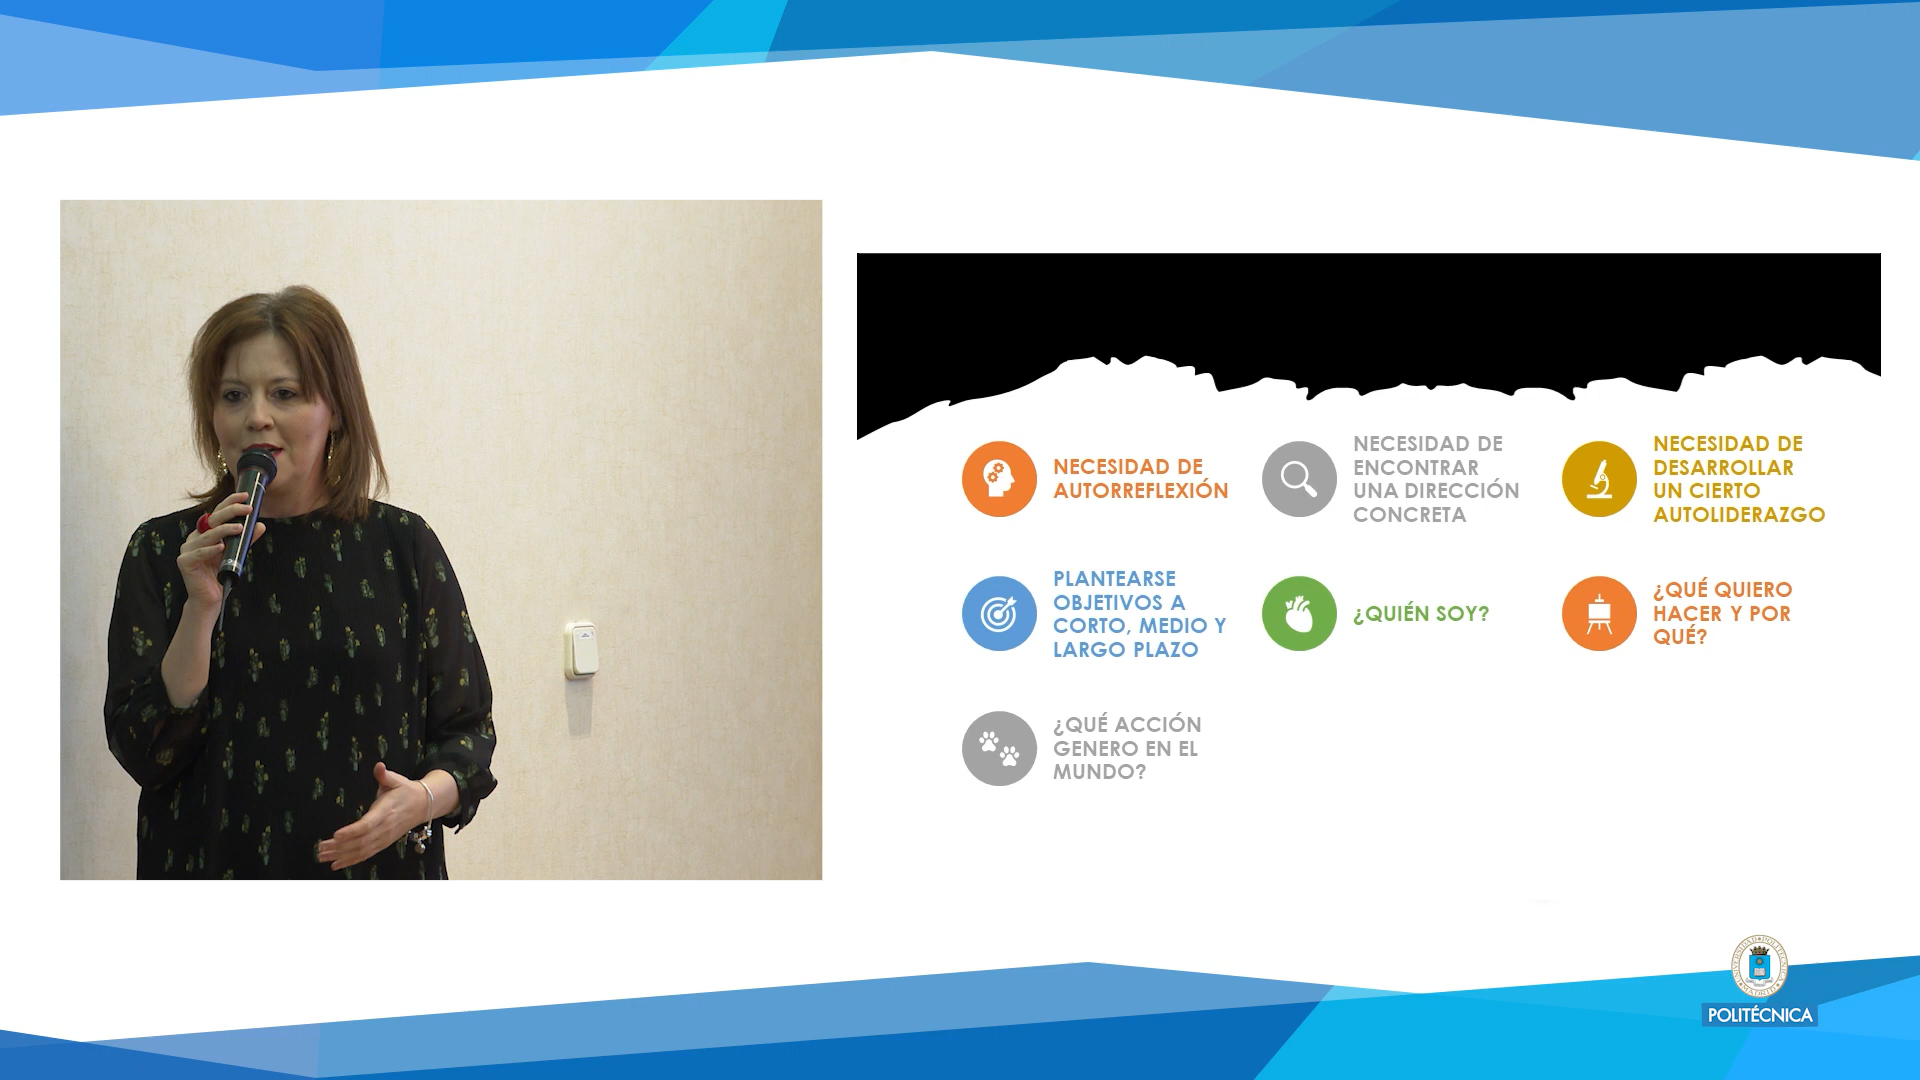 NECESIDAD DE
AUTORREFLEXIÓN
NECESIDAD DE
ENCONTRAR
UNA DIRECCIÓN
CONCRETA
NECESIDAD DE
DESARROLLAR
UN CIERTO
AUTOLIDERAZGO
PLANTEARSE
OBJETIVOS A
CORTO, MEDIO Y
LARGO PLAZO
¿QUIÉN SOY?
¿QUÉ QUIERO
HACER Y POR
QUÉ?
¿QUÉ ACCIÓN
GENERO EN EL
MUNDO?
POLITÉCNICA